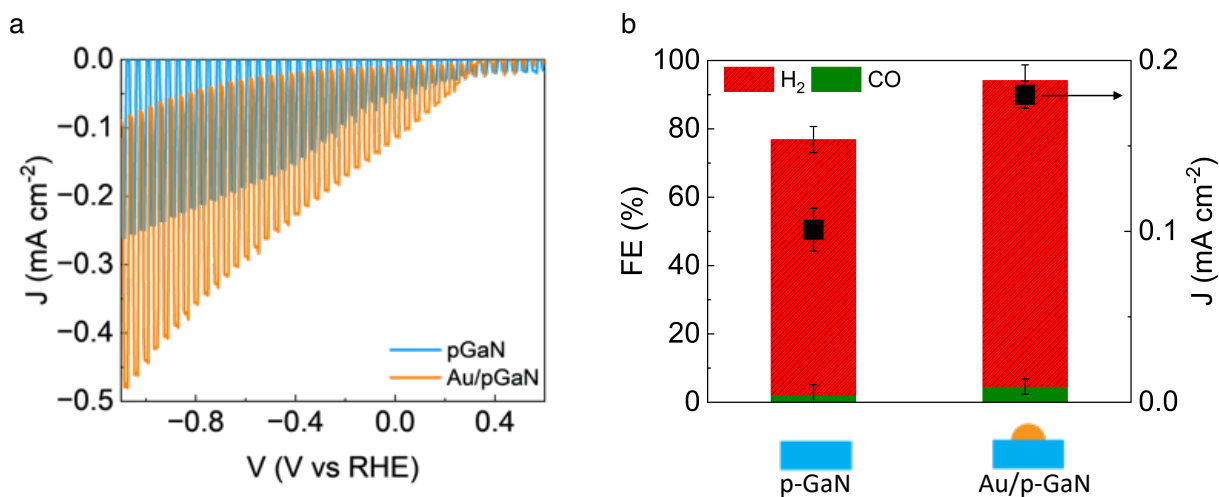 a
0.0
−0.1
−0.2
−0.3
−0.4
−0.5
J (mA cm-2)
−0.8 −0.4 0.0 0.4
V (V vs RHE)
pGaN
Au/pGaN
b
100
80
60
40
20
0
FE (%)
H2 CO
0.2
0.1
0.0
J (mA cm-2)
p-GaN Au/p-GaN